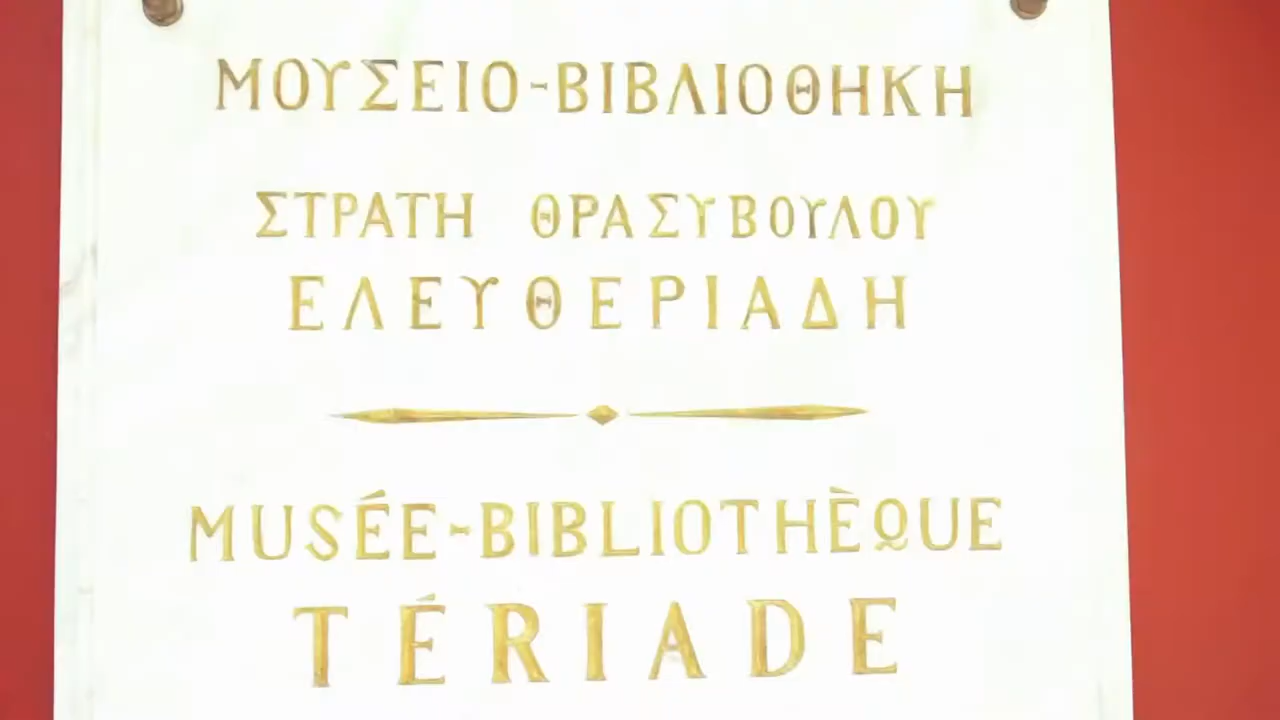 ΜΟΥΣΕΙΟ-ΒΙΒΛΙΟΘΗΚΗ
ΣΤΡΑΤΗ ΘΡΑΣΥΒΟΥΛΟΥ
ΕΛΕΥΘΕΡΙΑΔΗ
MUSÉE-BIBLIOTHÈQUE
TÉRIADE